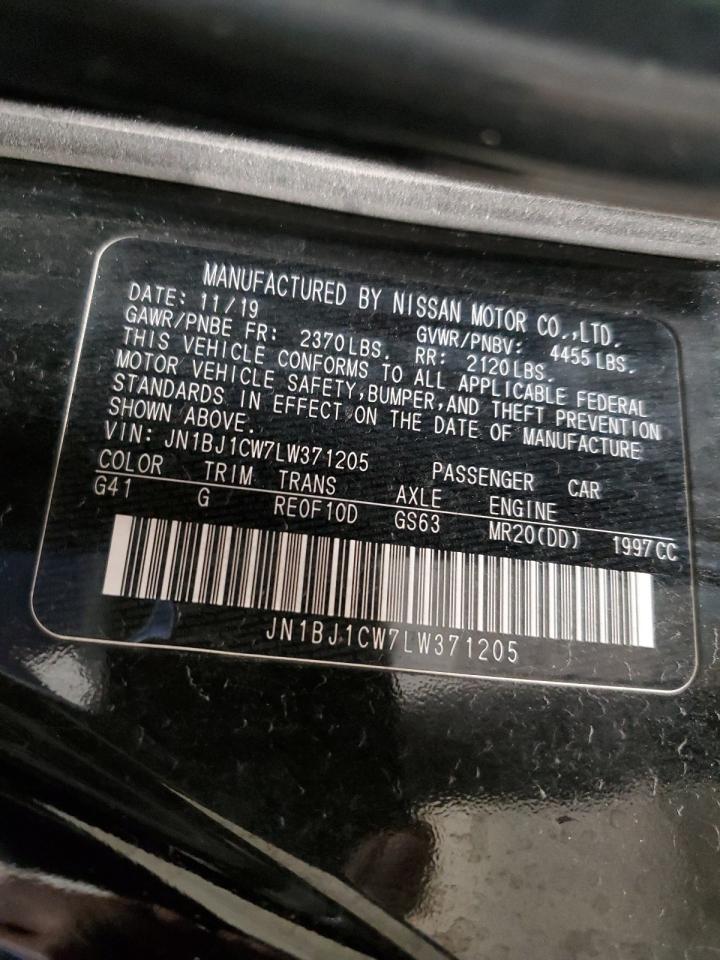 MANUFACTURED BY NISSAN MOTOR CO.,LTD.
DATE: 11/19 GVWR/PNBV: 4455LBS.
GAWR/PNBE FR: 2370LBS. RR: 2120LBS.
THIS VEHICLE CONFORMS TO ALL APPLICABLE FEDERAL
MOTOR VEHICLE SAFETY,BUMPER,AND THEFT PREVENTION
STANDARDS IN EFFECT ON THE DATE OF MANUFACTURE
SHOWN ABOVE.
VIN: JN1BJ1CW7LW371205 PASSENGER CAR
COLOR TRIM TRANS AXLE ENGINE
G41 G RE0F10D GS63 MR20(DD) 1997CC
JN1BJ1CW7LW371205